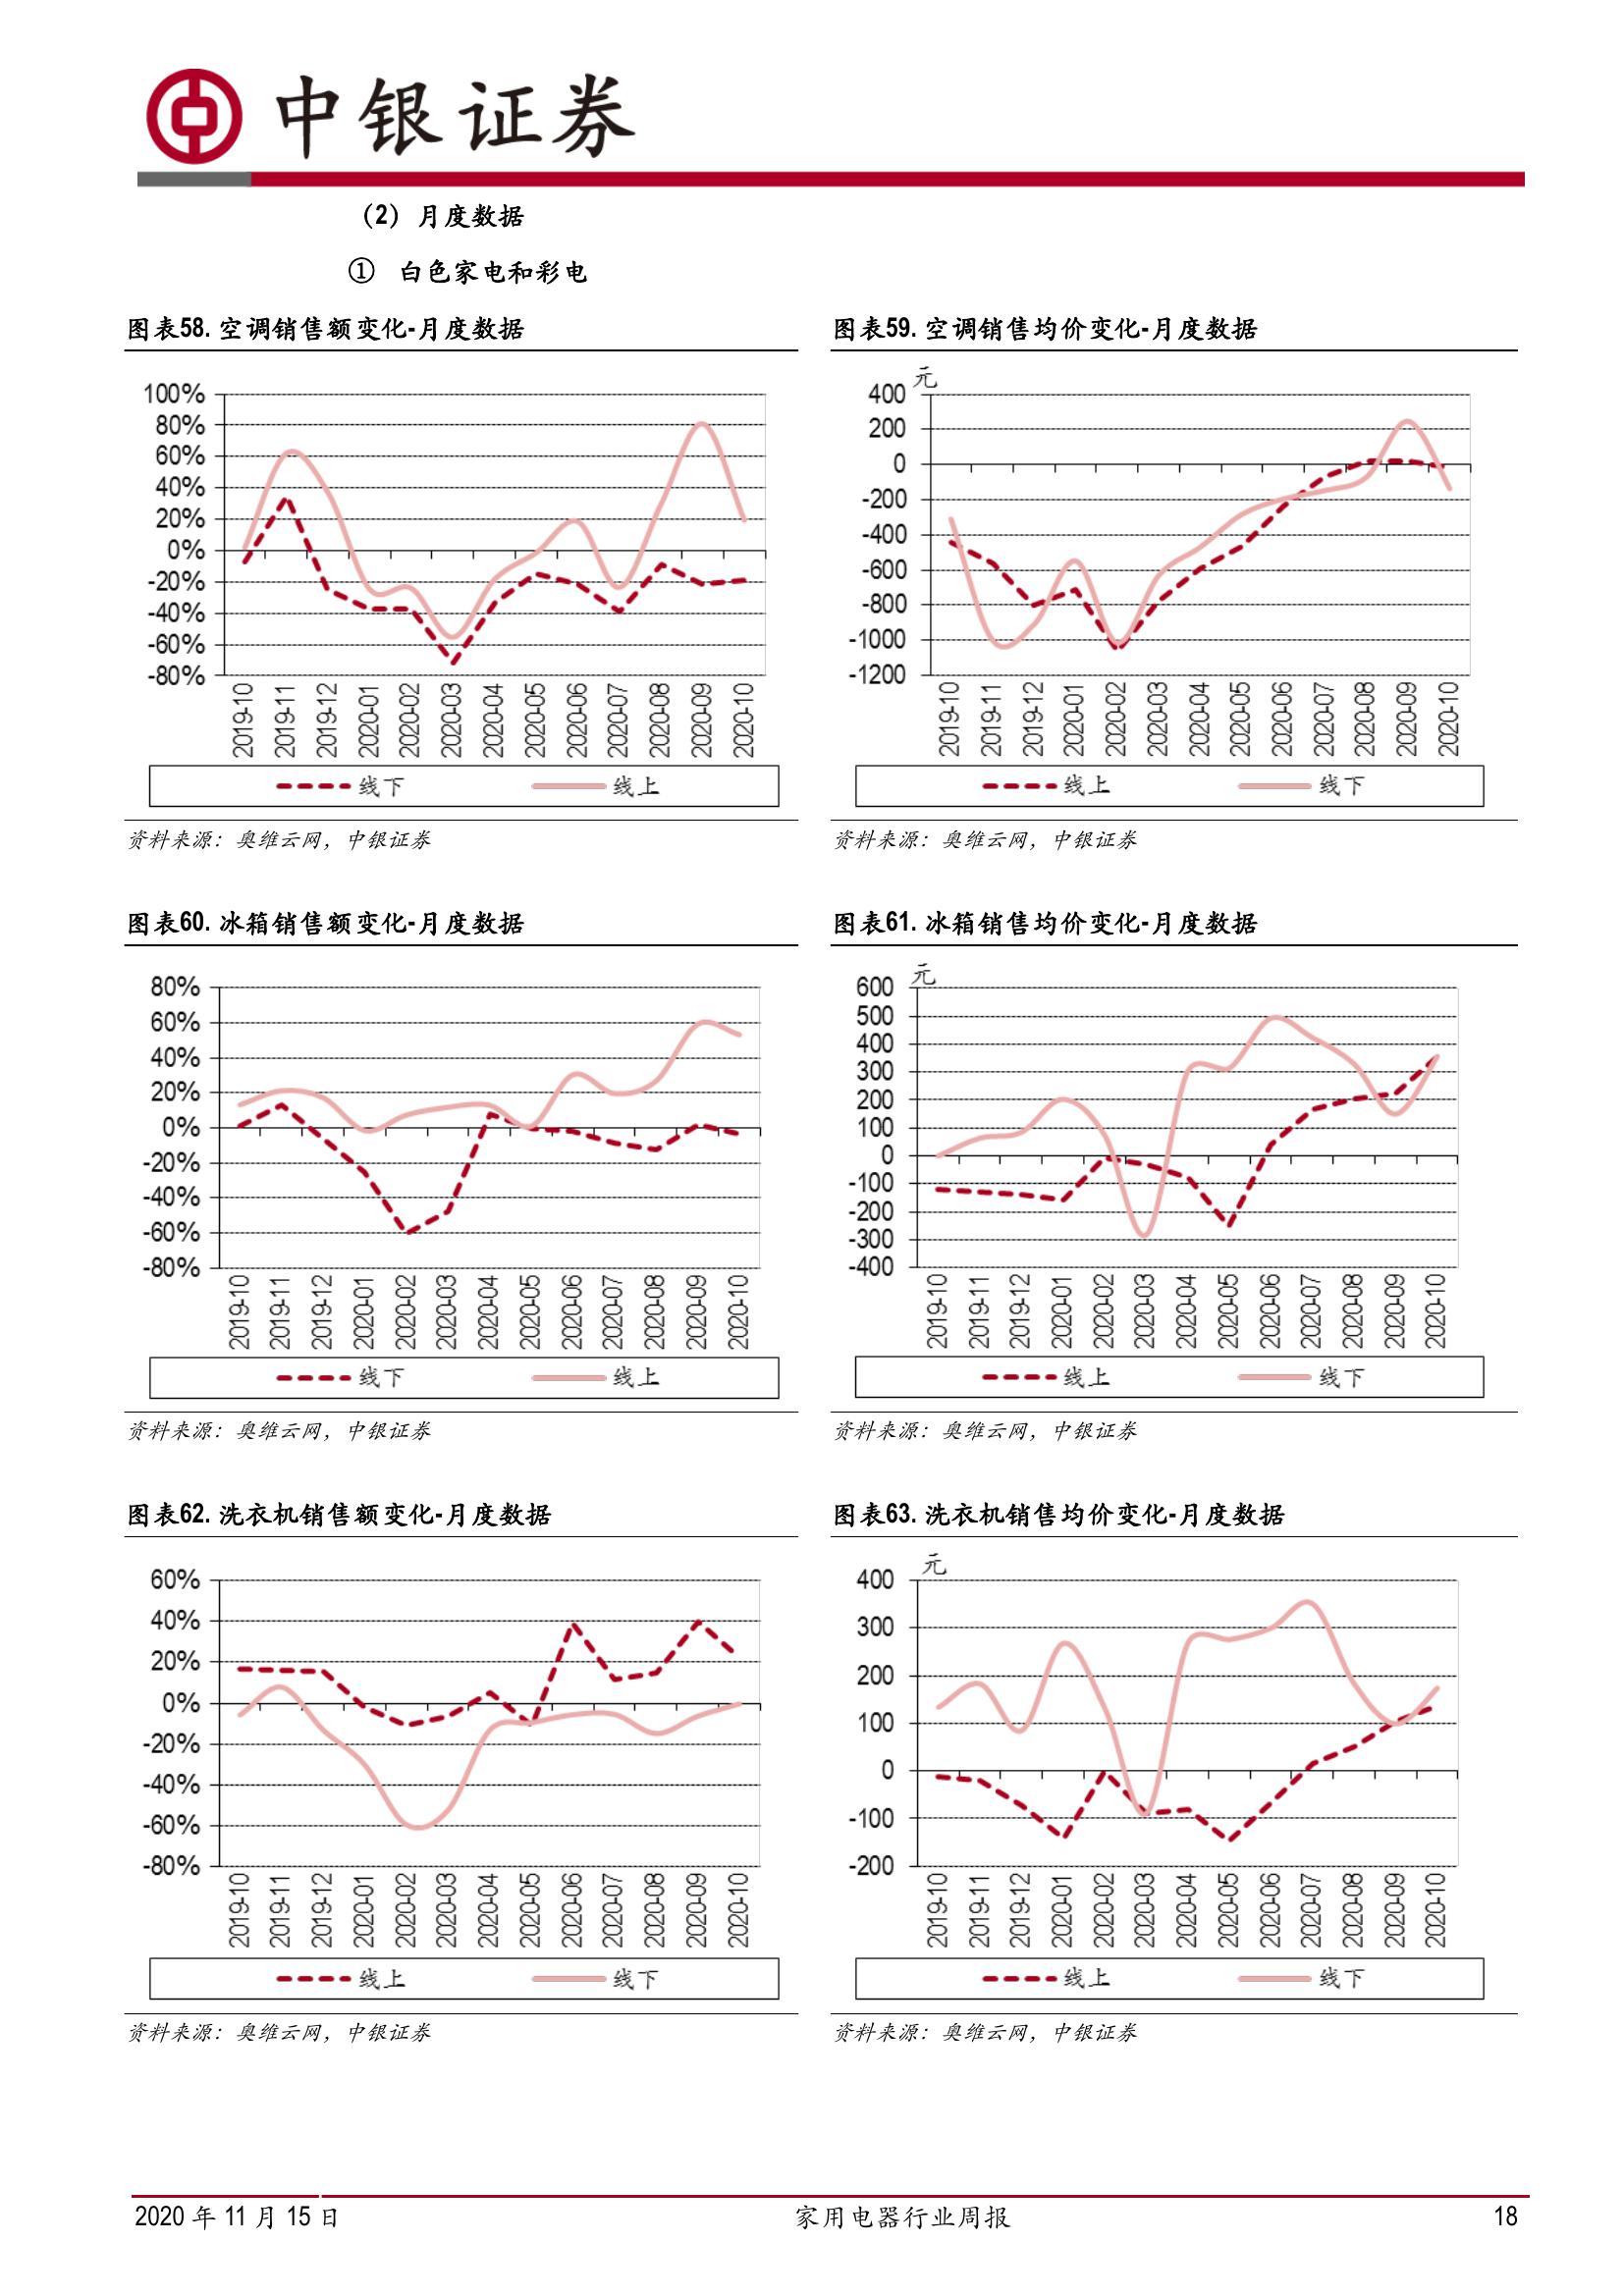 中银证券
（2）月度数据
① 白色家电和彩电
图表58. 空调销售额变化-月度数据
100%
80%
60%
40%
20%
0%
-20%
-40%
-60%
-80%
2019-10 2019-11 2019-12 2020-01 2020-02 2020-03 2020-04 2020-05 2020-06 2020-07 2020-08 2020-09 2020-10
线下 线上
资料来源：奥维云网，中银证券
图表59. 空调销售均价变化-月度数据
元
400
200
0
-200
-400
-600
-800
-1000
-1200
2019-10 2019-11 2019-12 2020-01 2020-02 2020-03 2020-04 2020-05 2020-06 2020-07 2020-08 2020-09 2020-10
线上 线下
资料来源：奥维云网，中银证券
图表60. 冰箱销售额变化-月度数据
80%
60%
40%
20%
0%
-20%
-40%
-60%
-80%
2019-10 2019-11 2019-12 2020-01 2020-02 2020-03 2020-04 2020-05 2020-06 2020-07 2020-08 2020-09 2020-10
线下 线上
资料来源：奥维云网，中银证券
图表61. 冰箱销售均价变化-月度数据
元
600
500
400
300
200
100
0
-100
-200
-300
-400
2019-10 2019-11 2019-12 2020-01 2020-02 2020-03 2020-04 2020-05 2020-06 2020-07 2020-08 2020-09 2020-10
线上 线下
资料来源：奥维云网，中银证券
图表62. 洗衣机销售额变化-月度数据
60%
40%
20%
0%
-20%
-40%
-60%
-80%
2019-10 2019-11 2019-12 2020-01 2020-02 2020-03 2020-04 2020-05 2020-06 2020-07 2020-08 2020-09 2020-10
线上 线下
资料来源：奥维云网，中银证券
图表63. 洗衣机销售均价变化-月度数据
元
400
300
200
100
0
-100
-200
2019-10 2019-11 2019-12 2020-01 2020-02 2020-03 2020-04 2020-05 2020-06 2020-07 2020-08 2020-09 2020-10
线上 线下
资料来源：奥维云网，中银证券
2020 年 11 月 15 日 家用电器行业周报 18